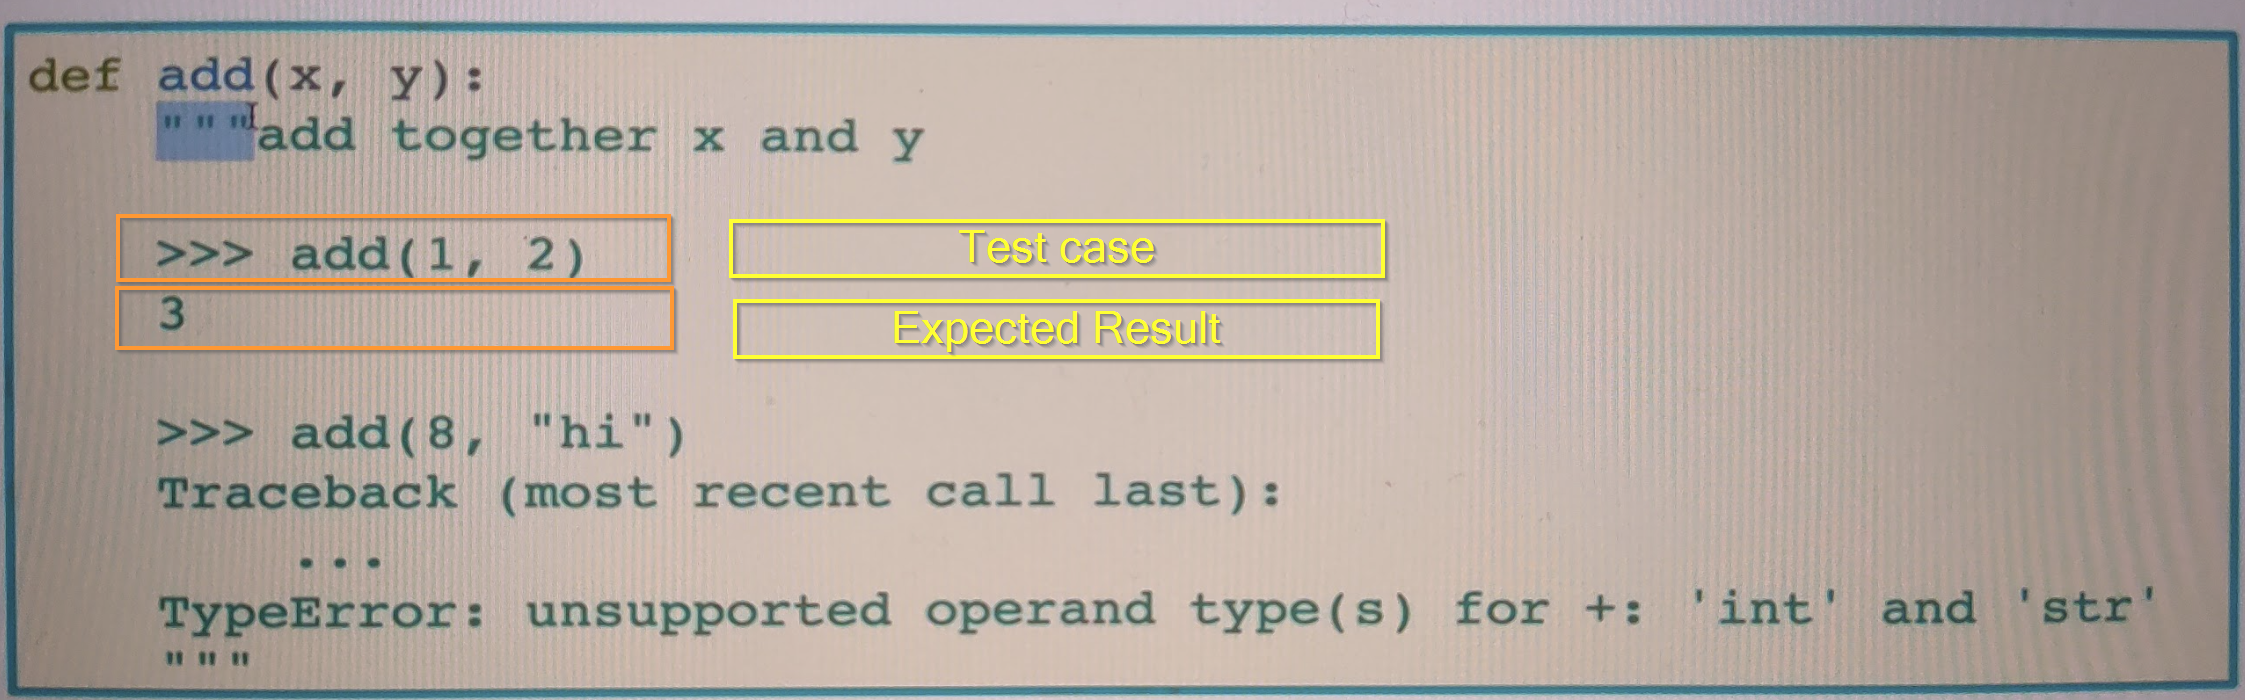 def add(x, y):
    """add together x and y

    >>> add(1, 2)
Test case
    3
Expected Result

    >>> add(8, "hi")
    Traceback (most recent call last):
        ...
    TypeError: unsupported operand type(s) for +: 'int' and 'str'
    """